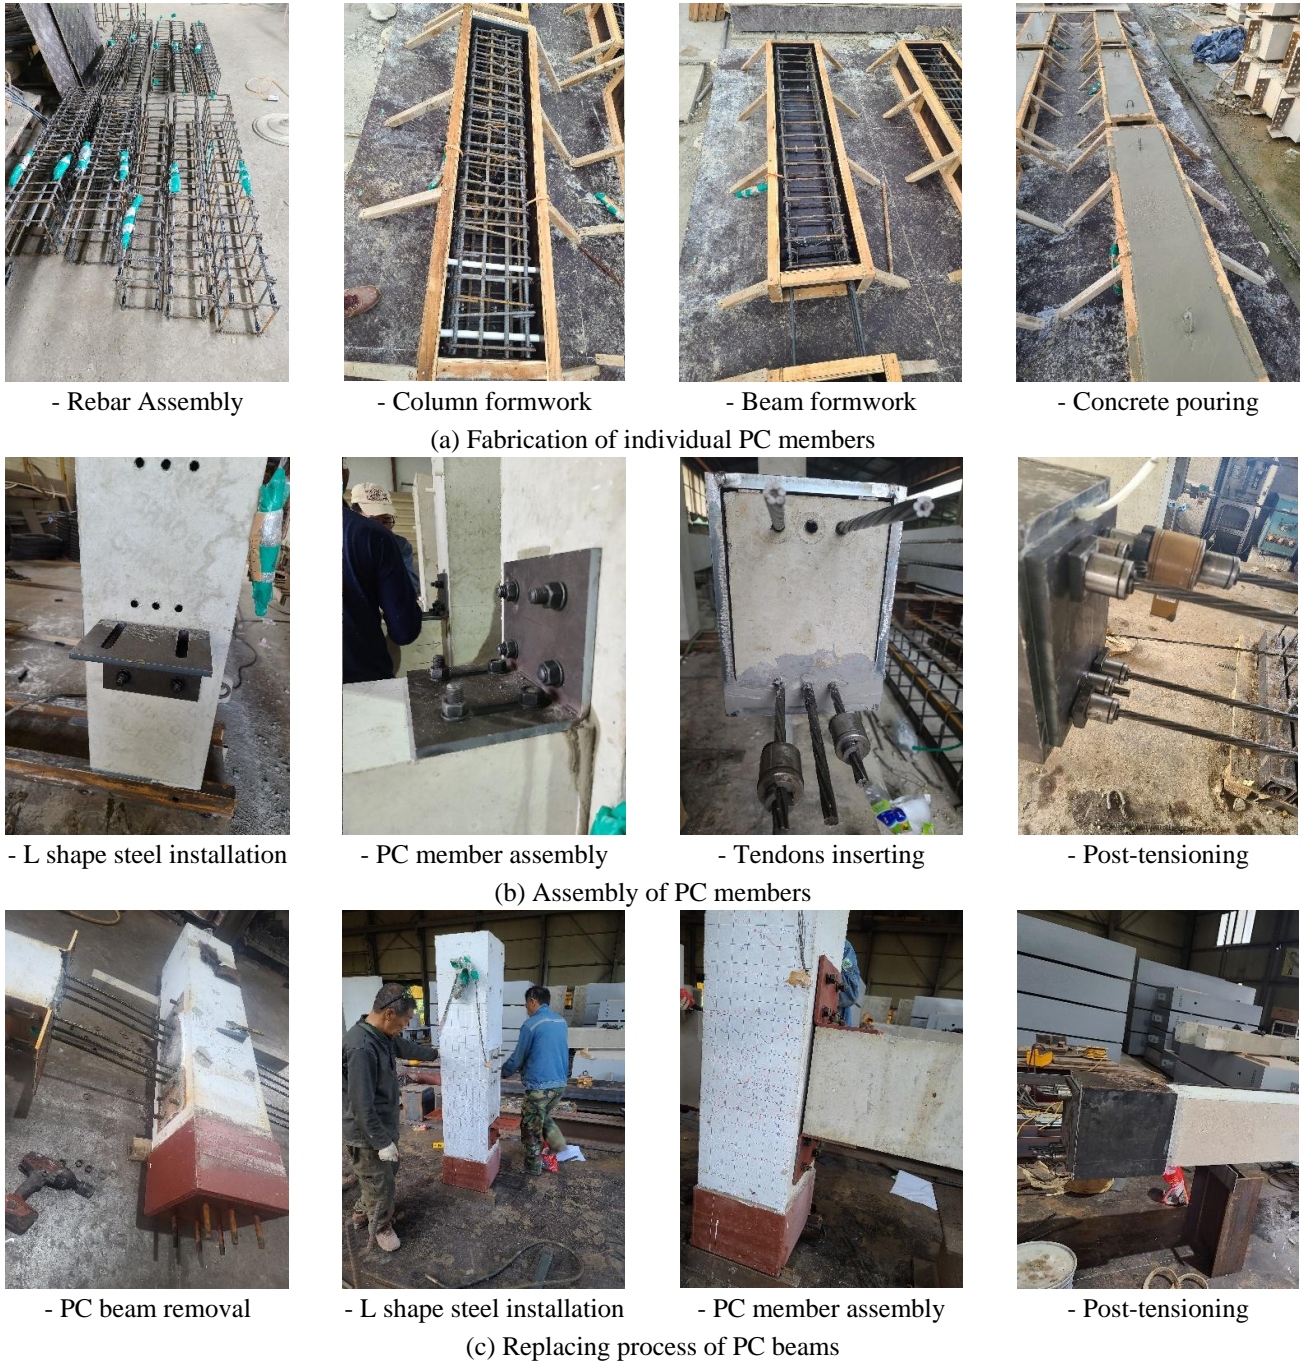 - Rebar Assembly
- Column formwork
- Beam formwork
- Concrete pouring
(a) Fabrication of individual PC members
- L shape steel installation
- PC member assembly
- Tendons inserting
- Post-tensioning
(b) Assembly of PC members
- PC beam removal
- L shape steel installation
- PC member assembly
- Post-tensioning
(c) Replacing process of PC beams